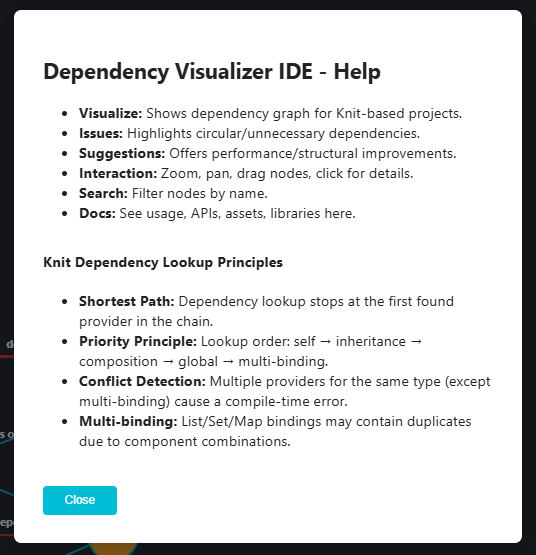 Dependency Visualizer IDE - Help
• Visualize: Shows dependency graph for Knit-based projects.
• Issues: Highlights circular/unnecessary dependencies.
• Suggestions: Offers performance/structural improvements.
• Interaction: Zoom, pan, drag nodes, click for details.
• Search: Filter nodes by name.
• Docs: See usage, APIs, assets, libraries here.
Knit Dependency Lookup Principles
• Shortest Path: Dependency lookup stops at the first found
provider in the chain.
• Priority Principle: Lookup order: self → inheritance →
composition → global → multi-binding.
• Conflict Detection: Multiple providers for the same type (except
multi-binding) cause a compile-time error.
• Multi-binding: List/Set/Map bindings may contain duplicates
due to component combinations.
Close